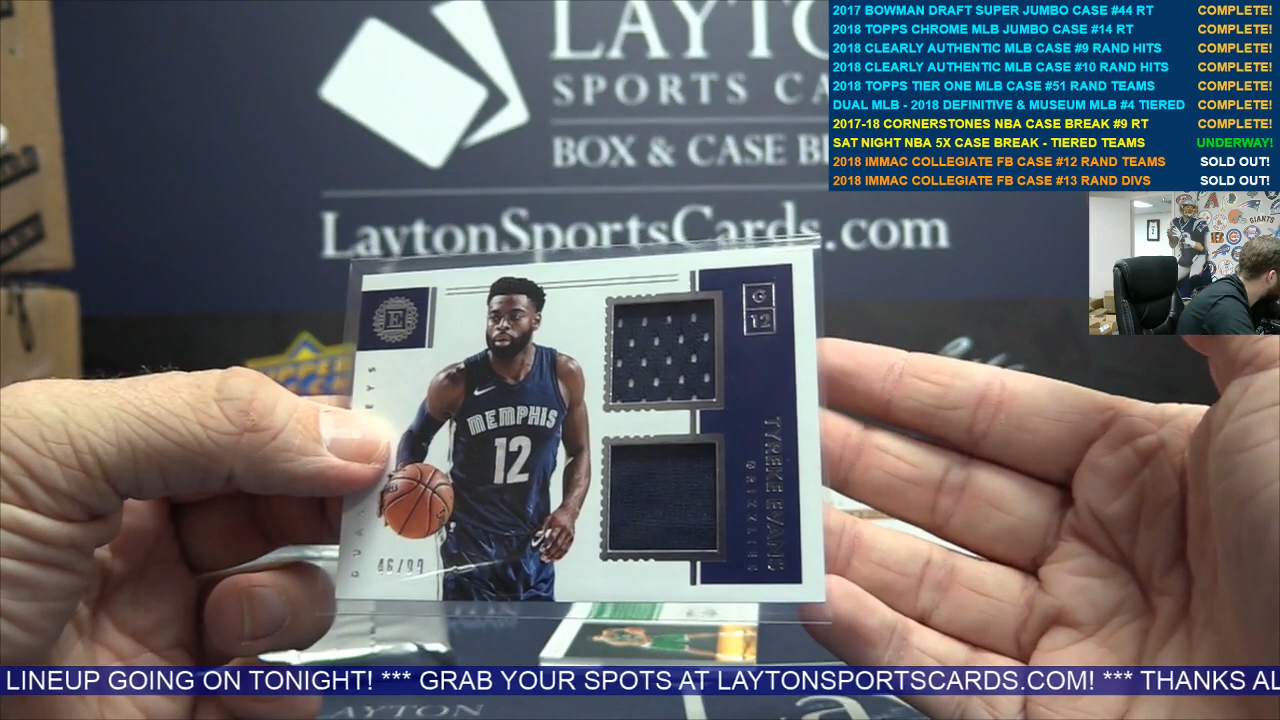 LAYTO
SPORTS CA
BOX & CASE B
LaytonSportsCards.com
2017 BOWMAN DRAFT SUPER JUMBO CASE #44 RT COMPLETE!
2018 TOPPS CHROME MLB JUMBO CASE #14 RT COMPLETE!
2018 CLEARLY AUTHENTIC MLB CASE #9 RAND HITS COMPLETE!
2018 CLEARLY AUTHENTIC MLB CASE #10 RAND HITS COMPLETE!
2018 TOPPS TIER ONE MLB CASE #51 RAND TEAMS COMPLETE!
DUAL MLB - 2018 DEFINITIVE & MUSEUM MLB #4 TIERED COMPLETE!
2017-18 CORNERSTONES NBA CASE BREAK #9 RT COMPLETE!
SAT NIGHT NBA 5X CASE BREAK - TIERED TEAMS UNDERWAY!
2018 IMMAC COLLEGIATE FB CASE #12 RAND TEAMS SOLD OUT!
2018 IMMAC COLLEGIATE FB CASE #13 RAND DIVS SOLD OUT!
GIANTS
E
G
12
MEMPHIS
12
TYREKE EVANS
GRIZZLIES
LAYTON
LINEUP GOING ON TONIGHT! *** GRAB YOUR SPOTS AT LAYTONSPORTSCARDS.COM! *** THANKS AL